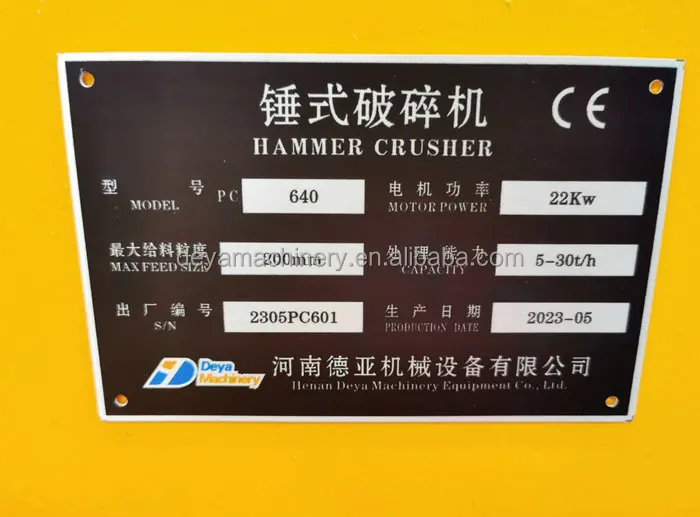 锤式破碎机
CE
HAMMER CRUSHER
型号 PC 640 电机功率 22Kw
MODEL MOTOR POWER
最大给料粒度 200mm 处理能力 5-30t/h
MAX FEED SIZE CAPACITY
deyamachinery.en.alibaba.com
出厂编号 2305PC601 生产日期 2023-05
S/N PRODUCTION DATE
Deya Machinery 河南德亚机械设备有限公司
Henan Deya Machinery Equipment Co., Ltd.